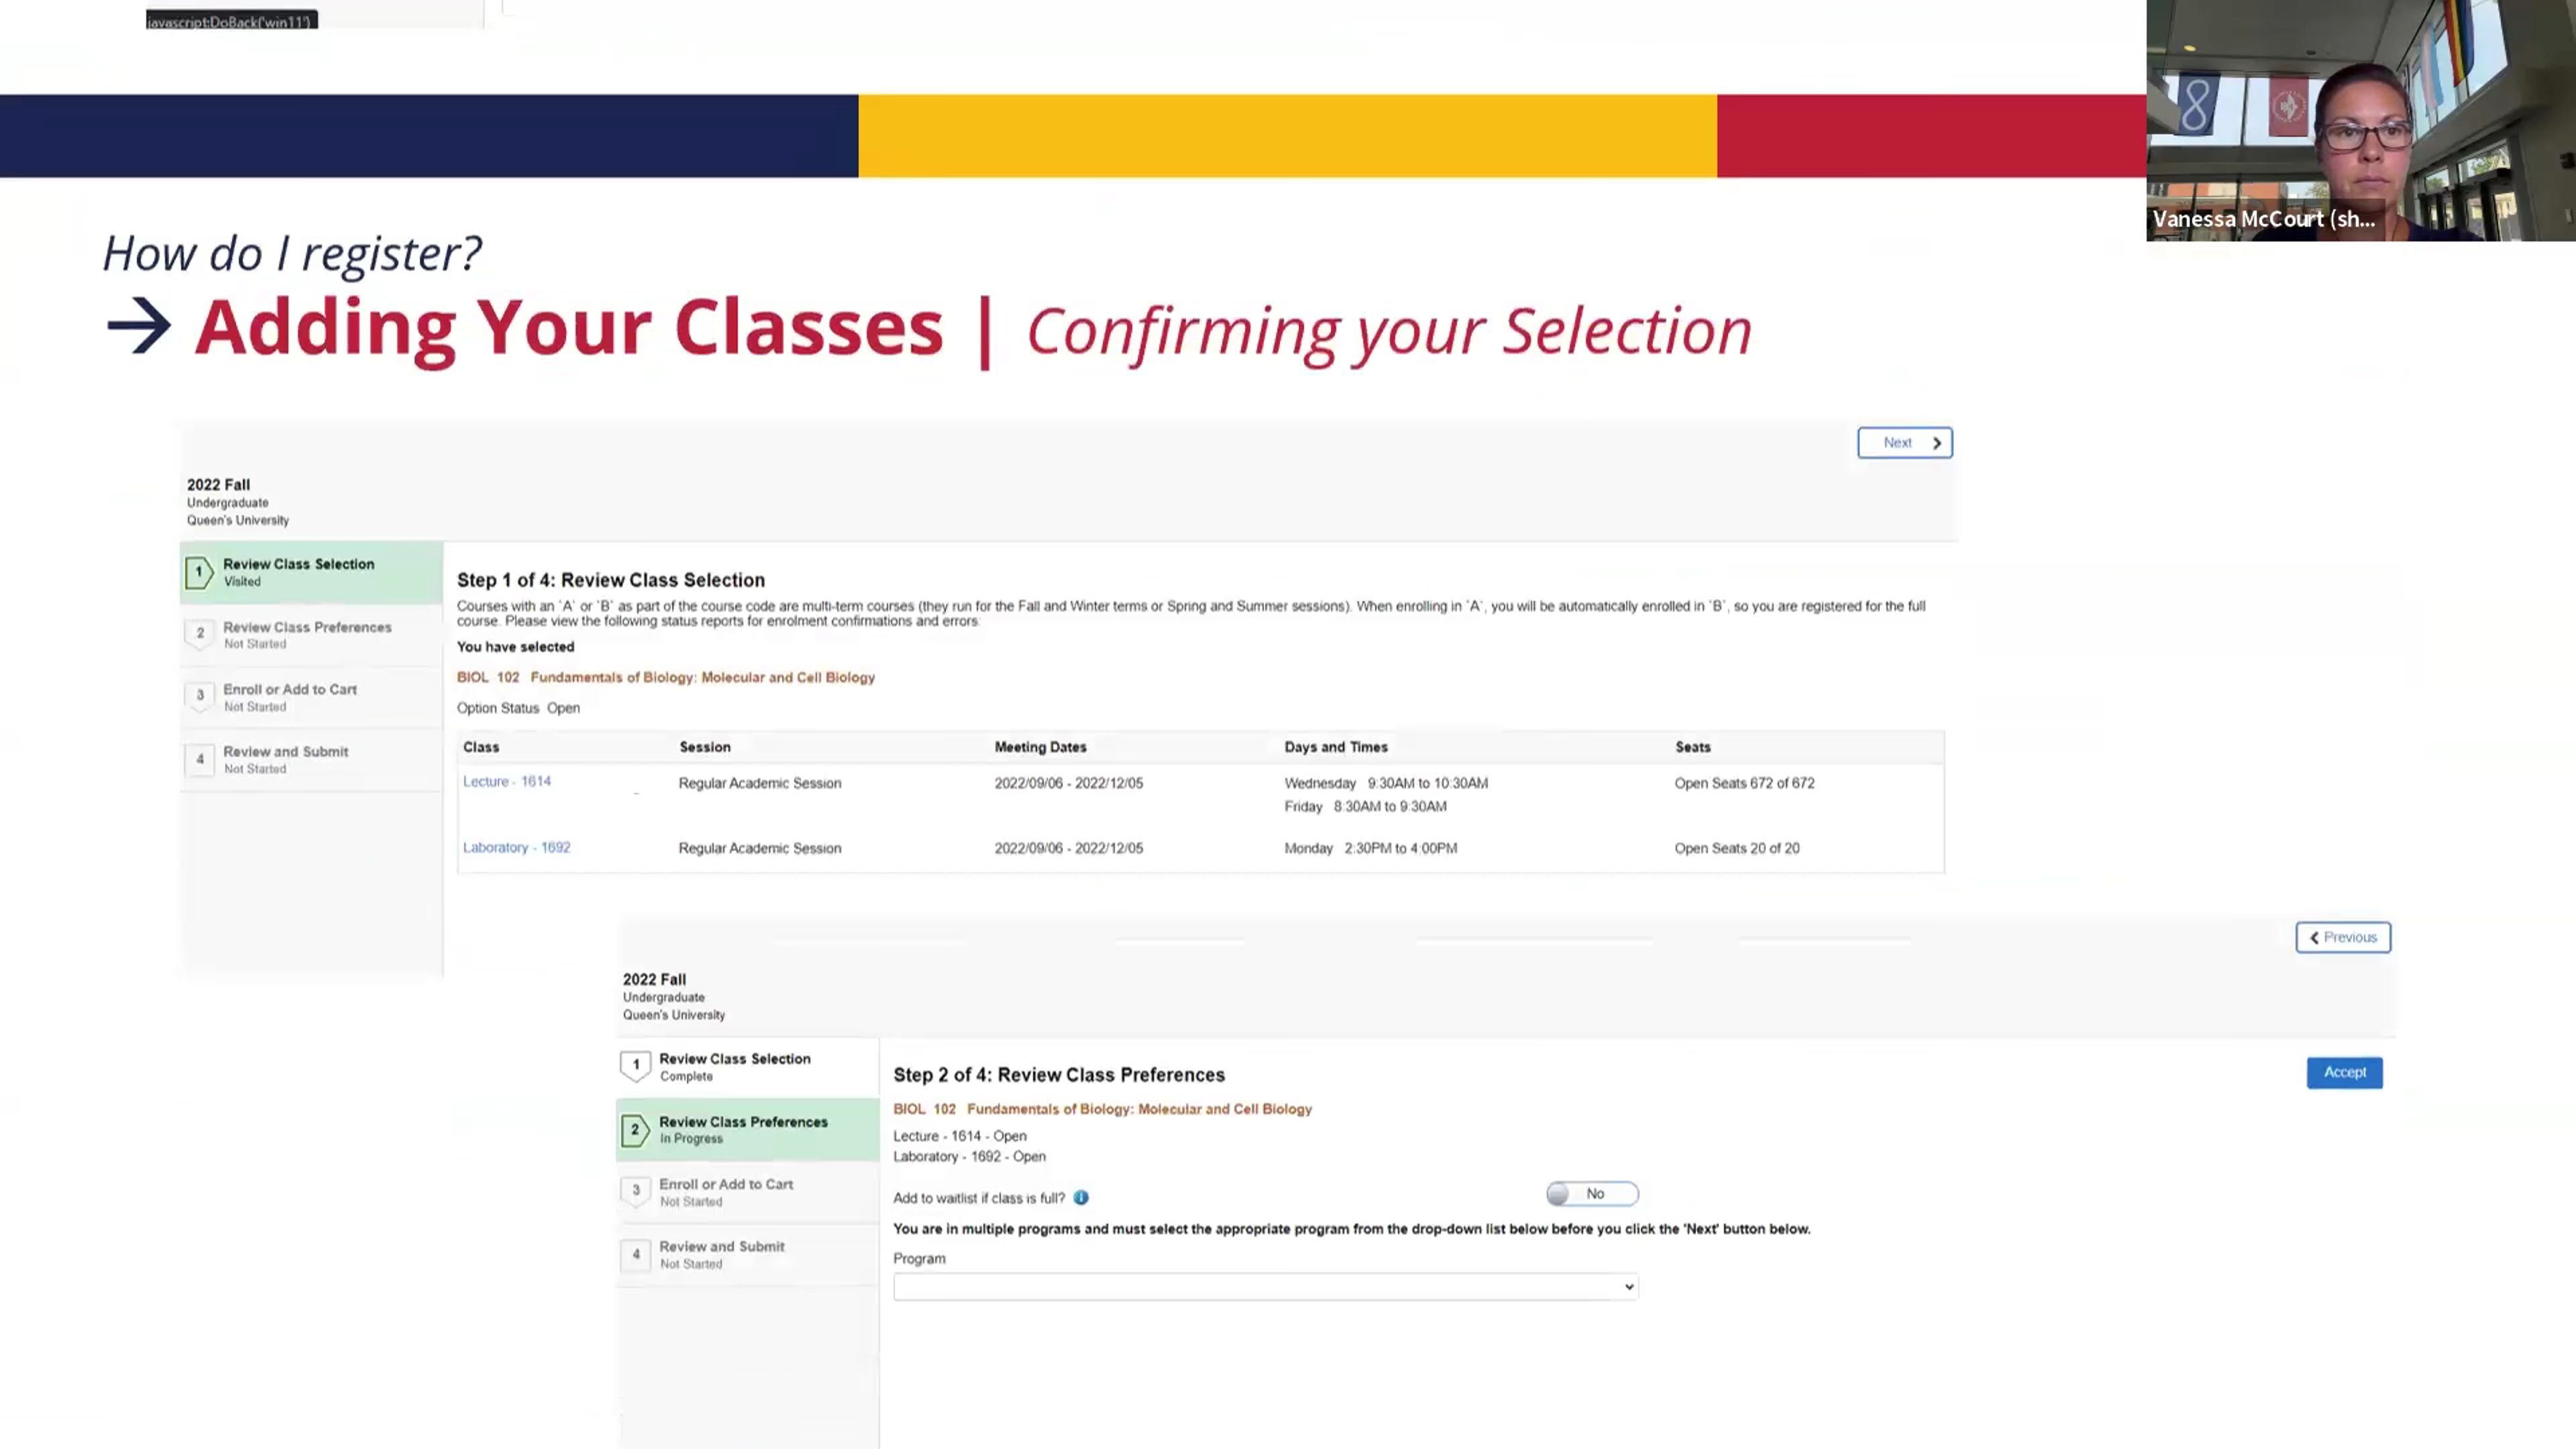 javascript:DoBack('win11')
Vanessa McCourt (sh...
How do I register?
→ Adding Your Classes | Confirming your Selection
Next
2022 Fall
Undergraduate
Queen's University
1 Review Class Selection
Visited
2 Review Class Preferences
Not Started
3 Enroll or Add to Cart
Not Started
4 Review and Submit
Not Started
Step 1 of 4: Review Class Selection
Courses with an `A` or `B` as part of the course code are multi-term courses (they run for the Fall and Winter terms or Spring and Summer sessions). When enrolling in `A`, you will be automatically enrolled in `B`, so you are registered for the full
course. Please view the following status reports for enrolment confirmations and errors:
You have selected
BIOL 102 Fundamentals of Biology: Molecular and Cell Biology
Option Status Open
Class Session Meeting Dates Days and Times Seats
Lecture - 1614 Regular Academic Session 2022/09/06 - 2022/12/05 Wednesday 9:30AM to 10:30AM Open Seats 672 of 672
Friday 8:30AM to 9:30AM
Laboratory - 1692 Regular Academic Session 2022/09/06 - 2022/12/05 Monday 2:30PM to 4:00PM Open Seats 20 of 20
Previous
2022 Fall
Undergraduate
Queen's University
1 Review Class Selection
Complete
2 Review Class Preferences
In Progress
3 Enroll or Add to Cart
Not Started
4 Review and Submit
Not Started
Step 2 of 4: Review Class Preferences
Accept
BIOL 102 Fundamentals of Biology: Molecular and Cell Biology
Lecture - 1614 - Open
Laboratory - 1692 - Open
Add to waitlist if class is full? No
You are in multiple programs and must select the appropriate program from the drop-down list below before you click the 'Next' button below.
Program